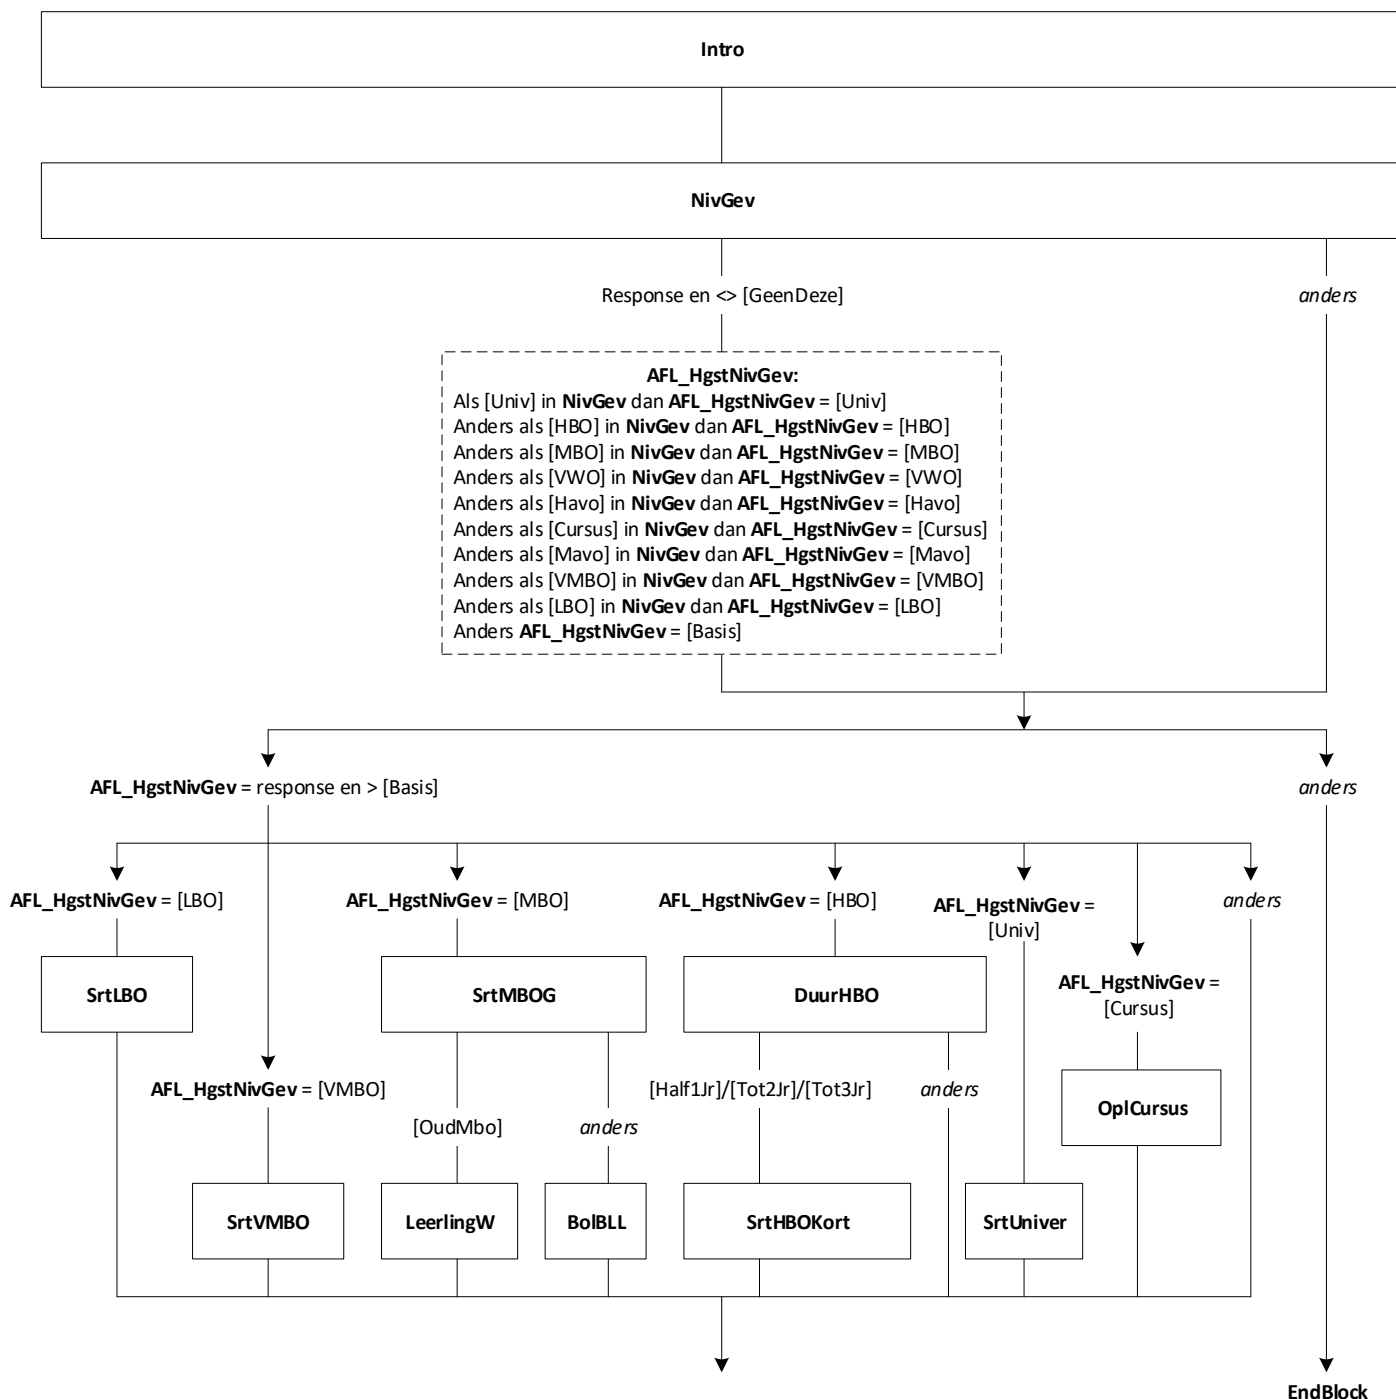 Intro
NivGev
Response en <> [GeenDeze]
anders
AFL_HgstNivGev:
Als [Univ] in NivGev dan AFL_HgstNivGev = [Univ]
Anders als [HBO] in NivGev dan AFL_HgstNivGev = [HBO]
Anders als [MBO] in NivGev dan AFL_HgstNivGev = [MBO]
Anders als [VWO] in NivGev dan AFL_HgstNivGev = [VWO]
Anders als [Havo] in NivGev dan AFL_HgstNivGev = [Havo]
Anders als [Cursus] in NivGev dan AFL_HgstNivGev = [Cursus]
Anders als [Mavo] in NivGev dan AFL_HgstNivGev = [Mavo]
Anders als [VMBO] in NivGev dan AFL_HgstNivGev = [VMBO]
Anders als [LBO] in NivGev dan AFL_HgstNivGev = [LBO]
Anders AFL_HgstNivGev = [Basis]
AFL_HgstNivGev = response en > [Basis]
anders
AFL_HgstNivGev = [LBO]
AFL_HgstNivGev = [MBO]
AFL_HgstNivGev = [HBO]
AFL_HgstNivGev =
[Univ]
anders
SrtLBO
SrtMBOG
DuurHBO
AFL_HgstNivGev =
[Cursus]
AFL_HgstNivGev = [VMBO]
[Half1Jr]/[Tot2Jr]/[Tot3Jr]
anders
OplCursus
[OudMbo]
anders
SrtVMBO
LeerlingW
BolBLL
SrtHBOKort
SrtUniver
EndBlock